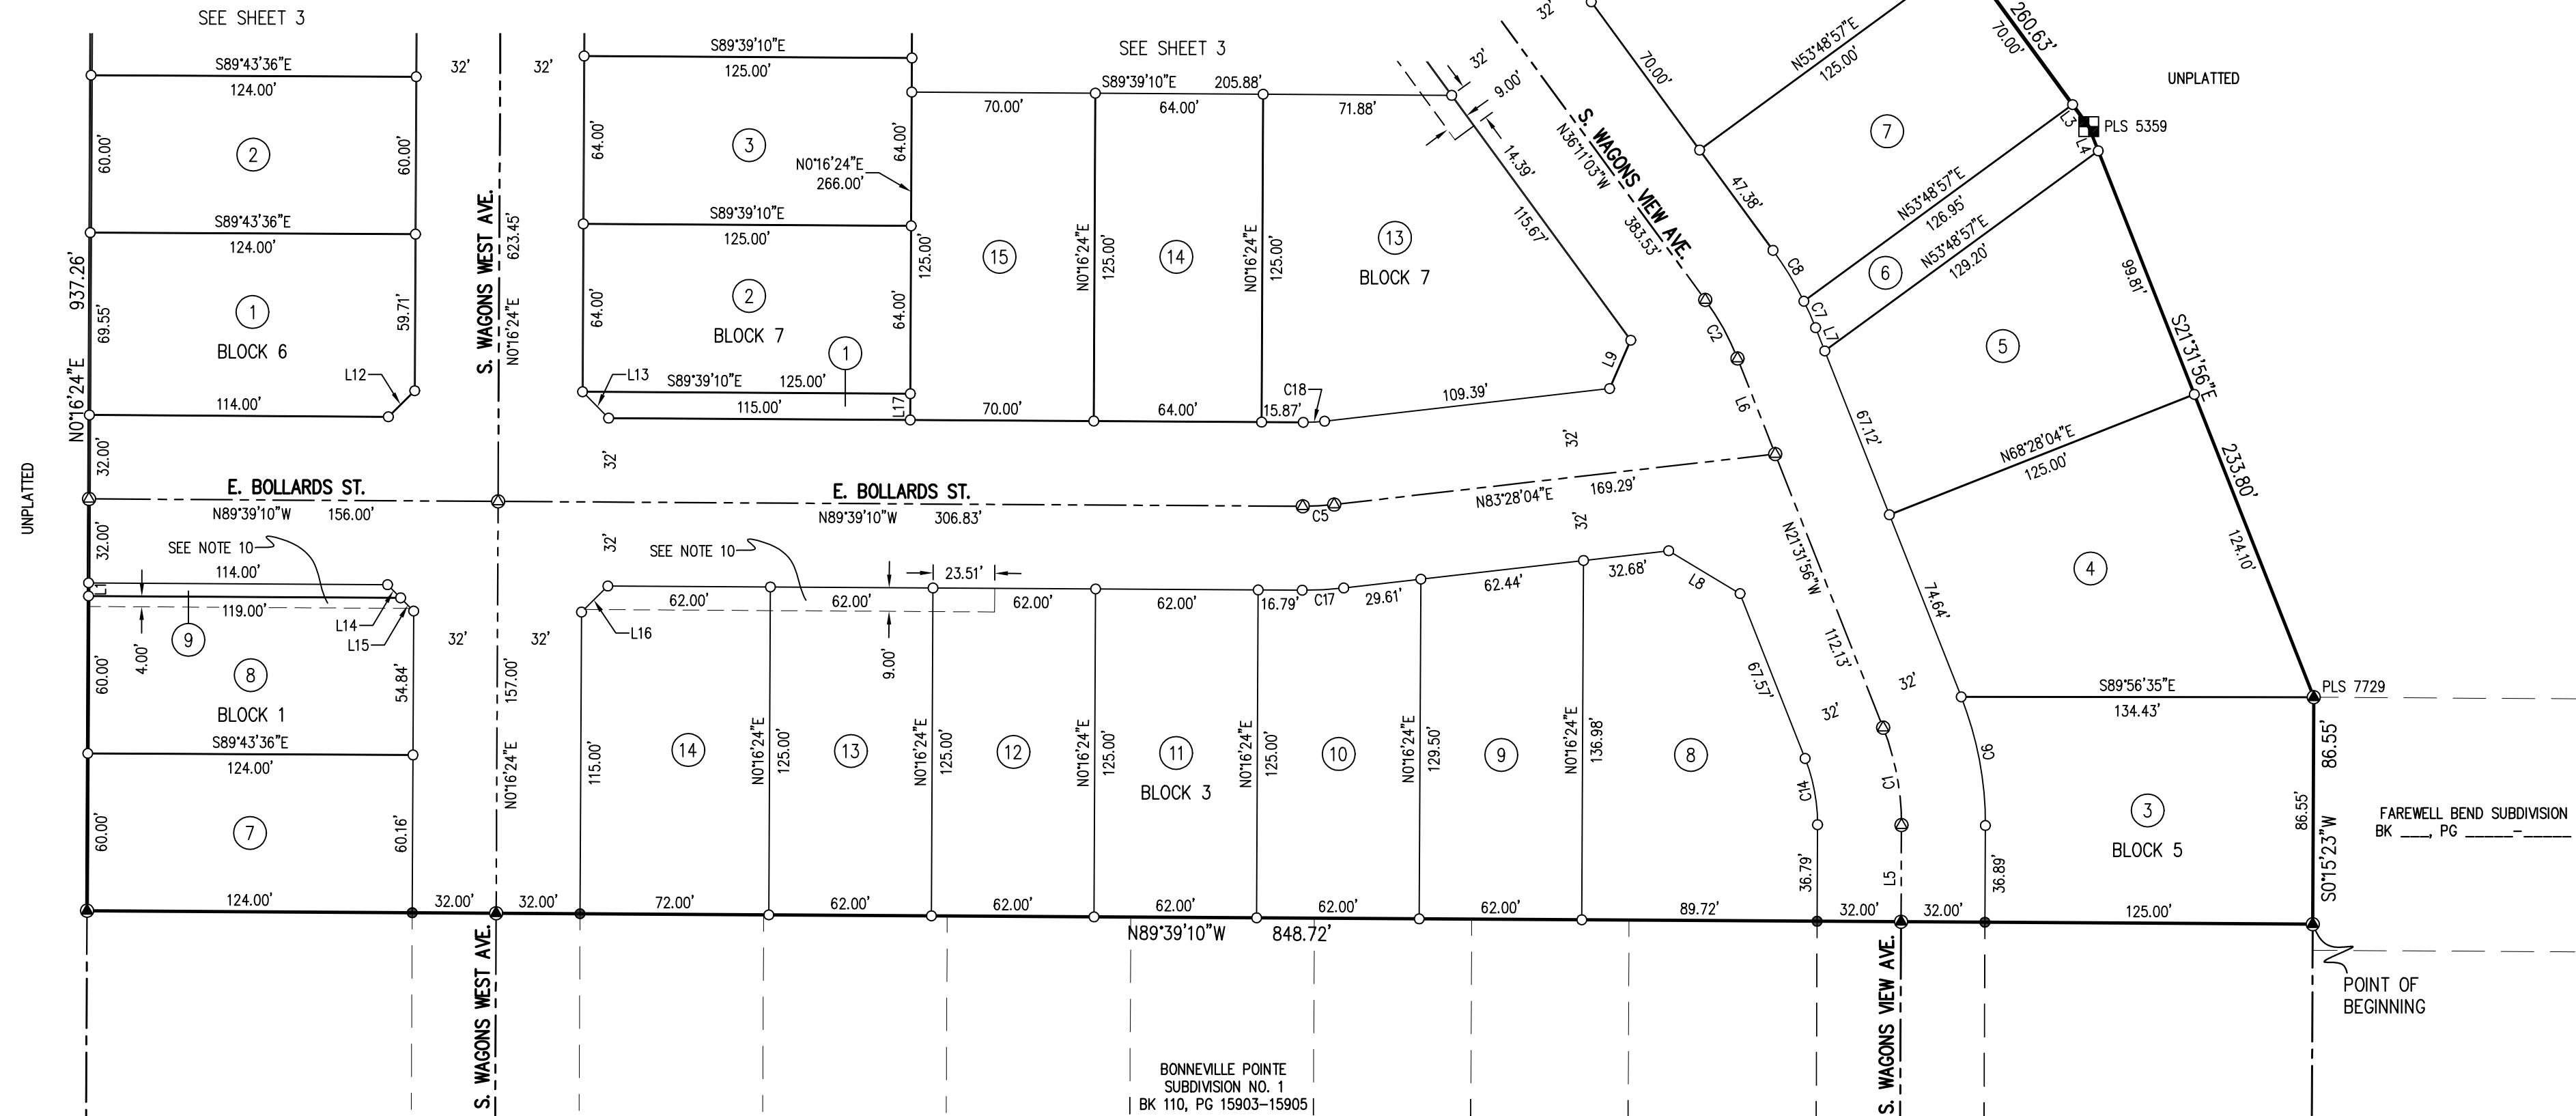 SEE SHEET 3
S89°43'36"E
124.00'
60.00'
2
60.00'
S89°43'36"E
124.00'
937.26'
N0°16'24"E
69.55'
1
BLOCK 6
59.71'
L12
114.00'
32'
32'
S. WAGONS WEST AVE.
N0°16'24"E
623.45'
S89°39'10"E
125.00'
64.00'
3
64.00'
N0°16'24"E
266.00'
S89°39'10"E
125.00'
64.00'
2
BLOCK 7
64.00'
1
L13
S89°39'10"E
125.00'
115.00'
L17
SEE SHEET 3
S89°39'10"E
205.88'
70.00'
64.00'
71.88'
125.00'
15
N0°16'24"E
125.00'
14
N0°16'24"E
125.00'
13
BLOCK 7
70.00'
64.00'
15.87'
C18
109.39'
L9
115.67'
14.39'
9.00'
32'
32'
S. WAGONS VIEW AVE.
N36°11'03"W
383.53'
C2
L6
70.00'
47.38'
C8
C7
L7
N53°48'57"E
125.00'
7
N53°48'57"E
126.95'
6
N53°48'57"E
129.20'
260.63'
70.00'
L3
L4
PLS 5359
UNPLATTED
5
99.81'
S21°31'56"E
233.80'
67.12'
N68°28'04"E
125.00'
4
124.10'
74.64'
UNPLATTED
32.00'
32.00'
E. BOLLARDS ST.
N89°39'10"W
156.00'
32'
E. BOLLARDS ST.
N89°39'10"W
306.83'
C5
32'
N83°28'04"E
169.29'
32'
32'
SEE NOTE 10
114.00'
L1
119.00'
9
4.00'
L14
L15
60.00'
8
BLOCK 1
54.84'
S89°43'36"E
124.00'
60.00'
7
60.16'
124.00'
32'
32'
157.00'
N0°16'24"E
32.00'
32.00'
SEE NOTE 10
L16
62.00'
62.00'
23.51'
9.00'
62.00'
62.00'
16.79'
C17
29.61'
62.44'
32.68'
L8
115.00'
14
N0°16'24"E
125.00'
13
N0°16'24"E
125.00'
12
N0°16'24"E
125.00'
11
BLOCK 3
N0°16'24"E
125.00'
10
N0°16'24"E
129.50'
9
N0°16'24"E
136.98'
8
67.57'
C14
36.79'
N21°31'56"W
112.13'
32'
32'
C1
L5
C6
36.89'
S89°56'35"E
134.43'
PLS 7729
3
BLOCK 5
86.55'
86.55'
S0°15'23"W
FAREWELL BEND SUBDIVISION
BK ___, PG _____-_____
72.00'
62.00'
62.00'
62.00'
62.00'
62.00'
89.72'
32.00'
32.00'
125.00'
N89°39'10"W
848.72'
POINT OF
BEGINNING
S. WAGONS WEST AVE.
S. WAGONS VIEW AVE.
BONNEVILLE POINTE
SUBDIVISION NO. 1
BK 110, PG 15903-15905